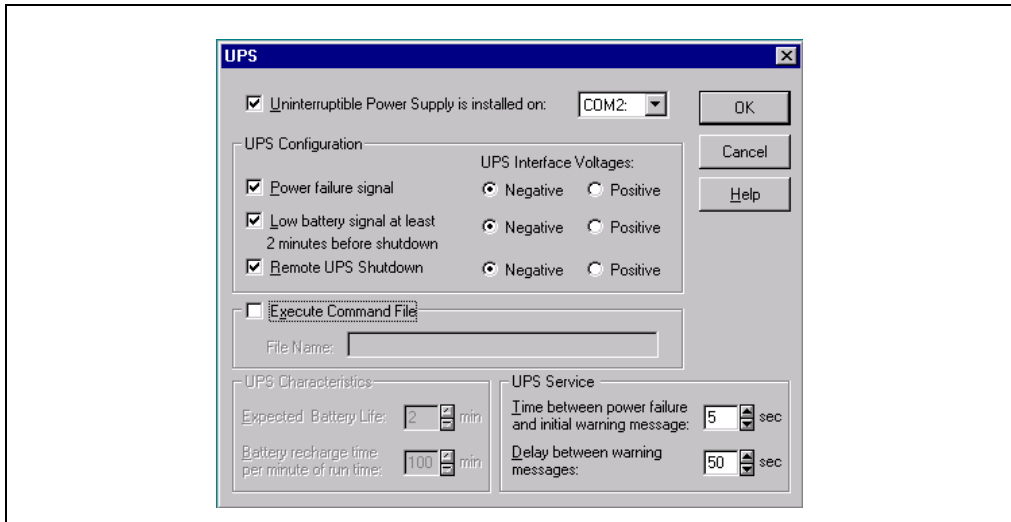 UPS
Uninterruptible Power Supply is installed on: COM2:
OK
Cancel
Help
UPS Configuration
UPS Interface Voltages:
Power failure signal Negative Positive
Low battery signal at least
2 minutes before shutdown Negative Positive
Remote UPS Shutdown Negative Positive
Execute Command File
File Name:
UPS Characteristics
Expected Battery Life: 2 min
Battery recharge time
per minute of run time: 100 min
UPS Service
Time between power failure
and initial warning message: 5 sec
Delay between warning
messages: 50 sec